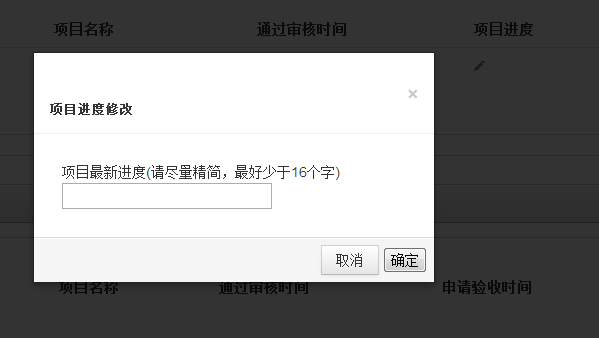 项目名称 通过审核时间 项目进度
×
项目进度修改
项目最新进度(请尽量精简，最好少于16个字)
取消 确定
项目名称 通过审核时间 申请验收时间